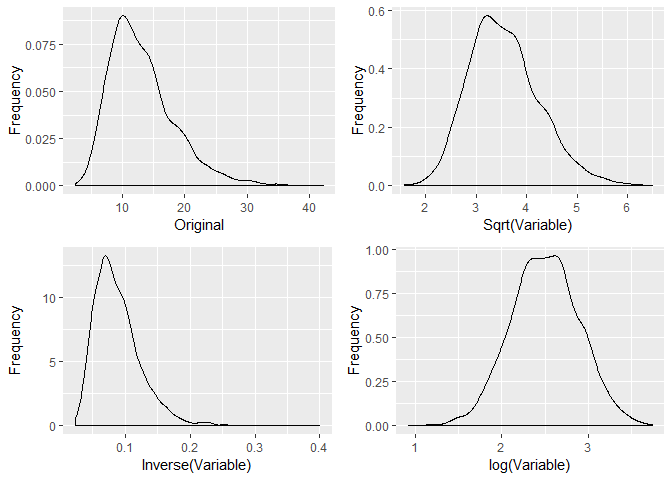 0.075
0.050
0.025
0.000
Frequency
10 20 30 40
Original
0.6
0.4
0.2
0.0
Frequency
2 3 4 5 6
Sqrt(Variable)
10
5
0
Frequency
0.1 0.2 0.3 0.4
Inverse(Variable)
1.00
0.75
0.50
0.25
0.00
Frequency
1 2 3
log(Variable)